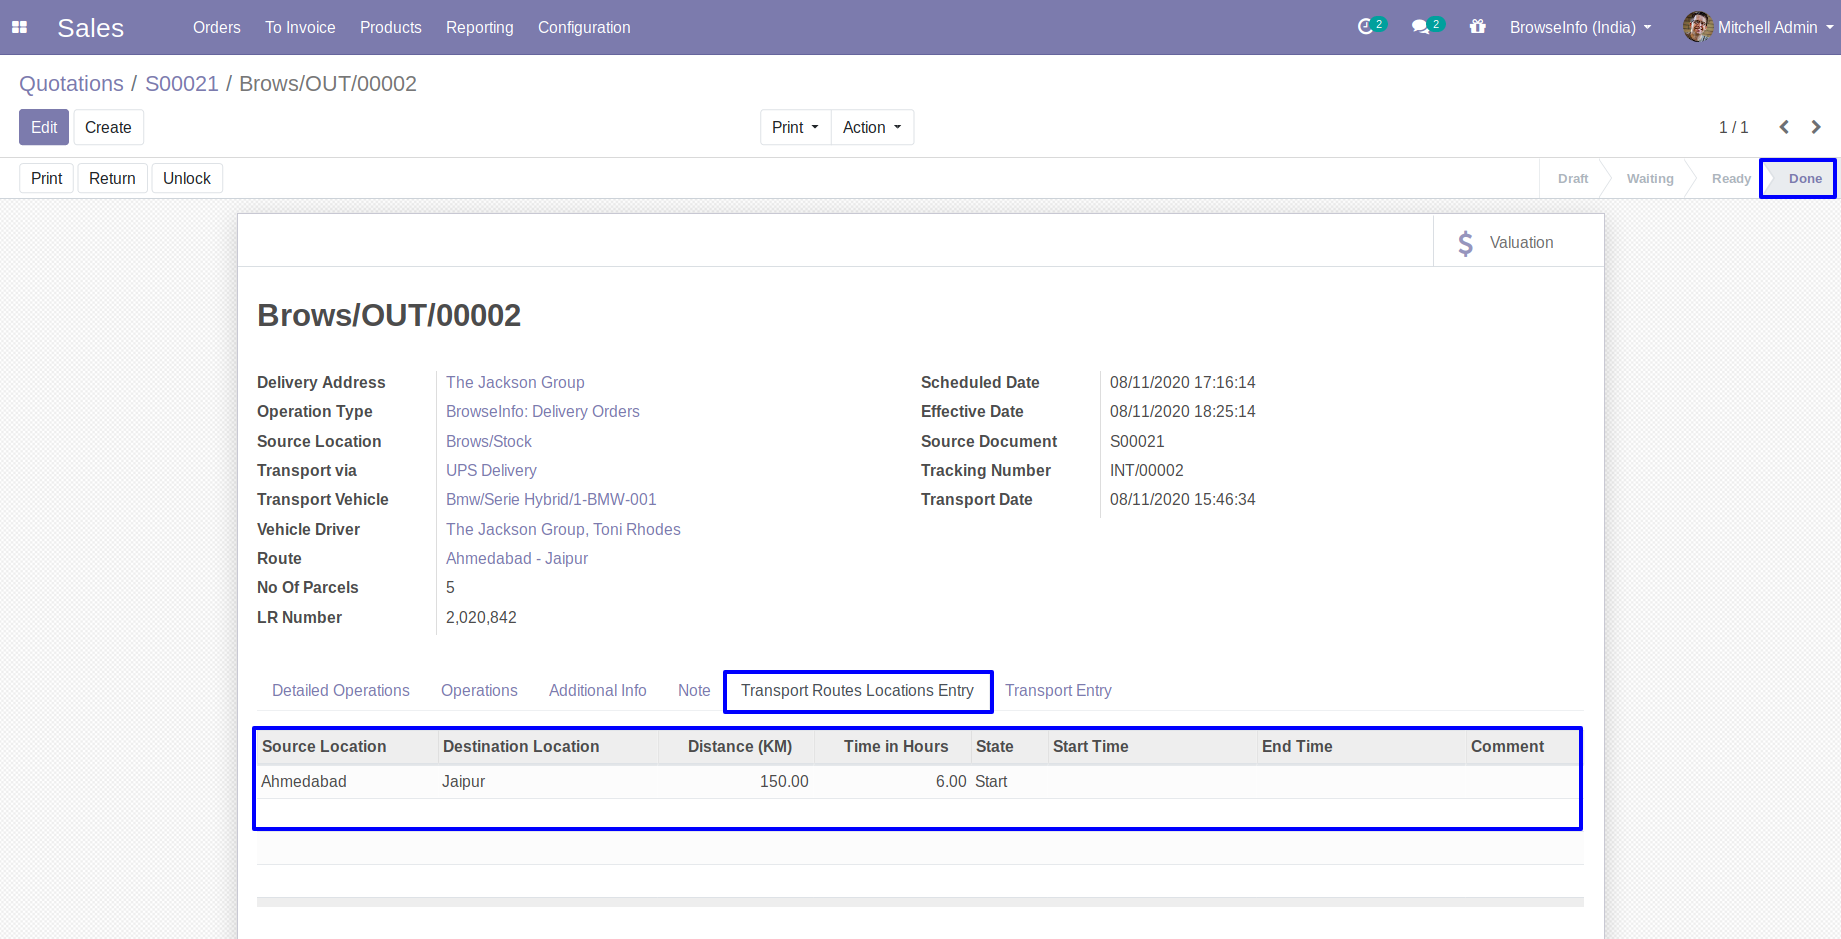 Sales Orders To Invoice Products Reporting Configuration 2 2 BrowseInfo (India) Mitchell Admin
Quotations / S00021 / Brows/OUT/00002
Edit Create Print Action 1 / 1
Print Return Unlock Draft Waiting Ready Done
$ Valuation
Brows/OUT/00002
Delivery Address The Jackson Group
Operation Type BrowseInfo: Delivery Orders
Source Location Brows/Stock
Transport via UPS Delivery
Transport Vehicle Bmw/Serie Hybrid/1-BMW-001
Vehicle Driver The Jackson Group, Toni Rhodes
Route Ahmedabad - Jaipur
No Of Parcels 5
LR Number 2,020,842
Scheduled Date 08/11/2020 17:16:14
Effective Date 08/11/2020 18:25:14
Source Document S00021
Tracking Number INT/00002
Transport Date 08/11/2020 15:46:34
Detailed Operations Operations Additional Info Note Transport Routes Locations Entry Transport Entry
Source Location Destination Location Distance (KM) Time in Hours State Start Time End Time Comment
Ahmedabad Jaipur 150.00 6.00 Start